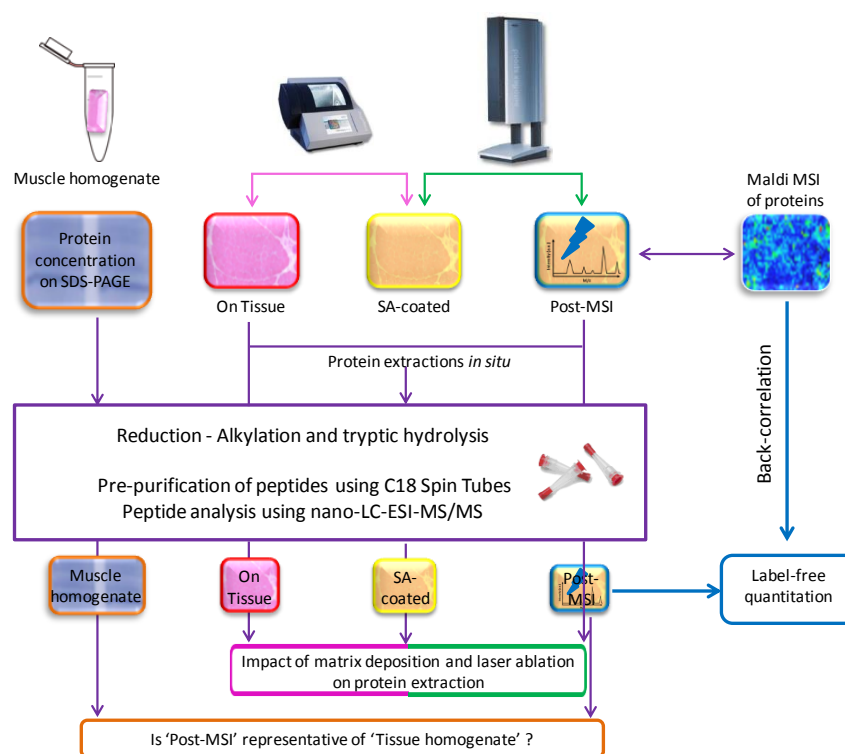 Muscle homogenate
Maldi MSI
of proteins
Protein
concentration
on SDS-PAGE
On Tissue
SA-coated
Post-MSI
Protein extractions in situ
Back-correlation
Reduction - Alkylation and tryptic hydrolysis
Pre-purification of peptides using C18 Spin Tubes
Peptide analysis using nano-LC-ESI-MS/MS
Muscle
homogenate
On
Tissue
SA-
coated
Post-
MSI
Label-free
quantitation
Impact of matrix deposition and laser ablation
on protein extraction
Is ‘Post-MSI’ representative of ‘Tissue homogenate’ ?